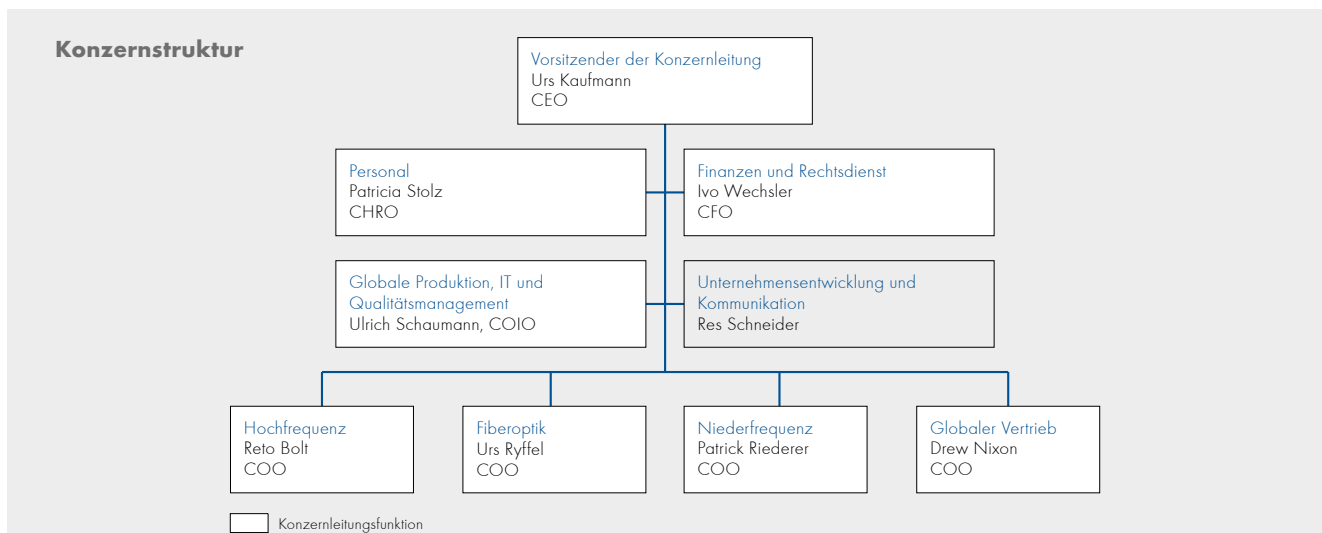 Konzernstruktur
Vorsitzender der Konzernleitung
Urs Kaufmann
CEO
Personal
Patricia Stolz
CHRO
Finanzen und Rechtsdienst
Ivo Wechsler
CFO
Globale Produktion, IT und
Qualitätsmanagement
Ulrich Schaumann, COIO
Unternehmensentwicklung und
Kommunikation
Res Schneider
Hochfrequenz
Reto Bolt
COO
Fiberoptik
Urs Ryffel
COO
Niederfrequenz
Patrick Riederer
COO
Globaler Vertrieb
Drew Nixon
COO
Konzernleitungsfunktion